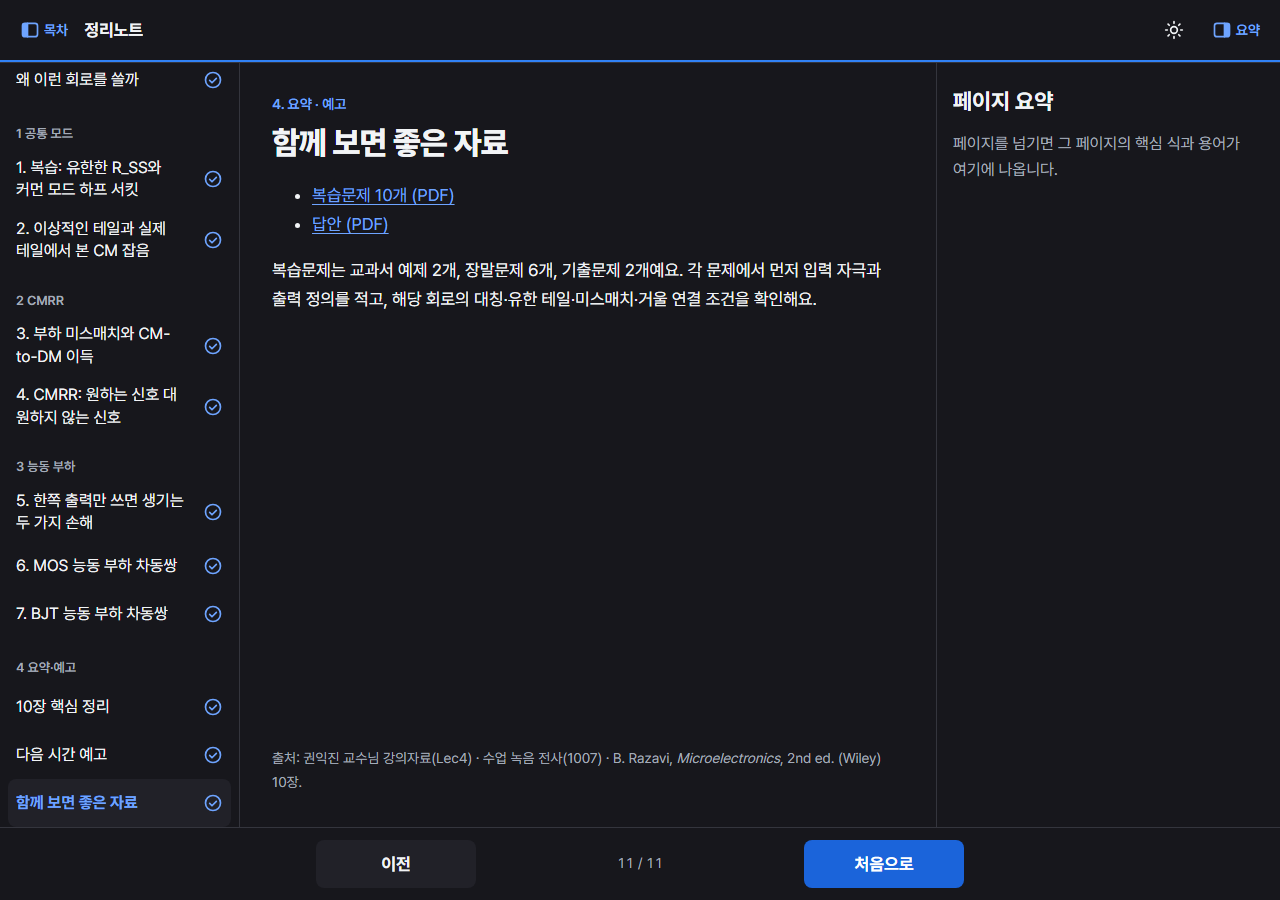 목차
정리노트
요약
왜 이런 회로를 쓸까
1 공통 모드
1. 복습: 유한한 R_SS와
커먼 모드 하프 서킷
2. 이상적인 테일과 실제
테일에서 본 CM 잡음
2 CMRR
3. 부하 미스매치와 CM-
to-DM 이득
4. CMRR: 원하는 신호 대
원하지 않는 신호
3 능동 부하
5. 한쪽 출력만 쓰면 생기는
두 가지 손해
6. MOS 능동 부하 차동쌍
7. BJT 능동 부하 차동쌍
4 요약·예고
10장 핵심 정리
다음 시간 예고
함께 보면 좋은 자료
4. 요약 · 예고
함께 보면 좋은 자료
복습문제 10개 (PDF)
답안 (PDF)
복습문제는 교과서 예제 2개, 장말문제 6개, 기출문제 2개예요. 각 문제에서 먼저 입력 자극과
출력 정의를 적고, 해당 회로의 대칭·유한 테일·미스매치·거울 연결 조건을 확인해요.
출처: 권익진 교수님 강의자료(Lec4) · 수업 녹음 전사(1007) · B. Razavi, Microelectronics, 2nd ed. (Wiley)
10장.
페이지 요약
페이지를 넘기면 그 페이지의 핵심 식과 용어가
여기에 나옵니다.
이전
11 / 11
처음으로